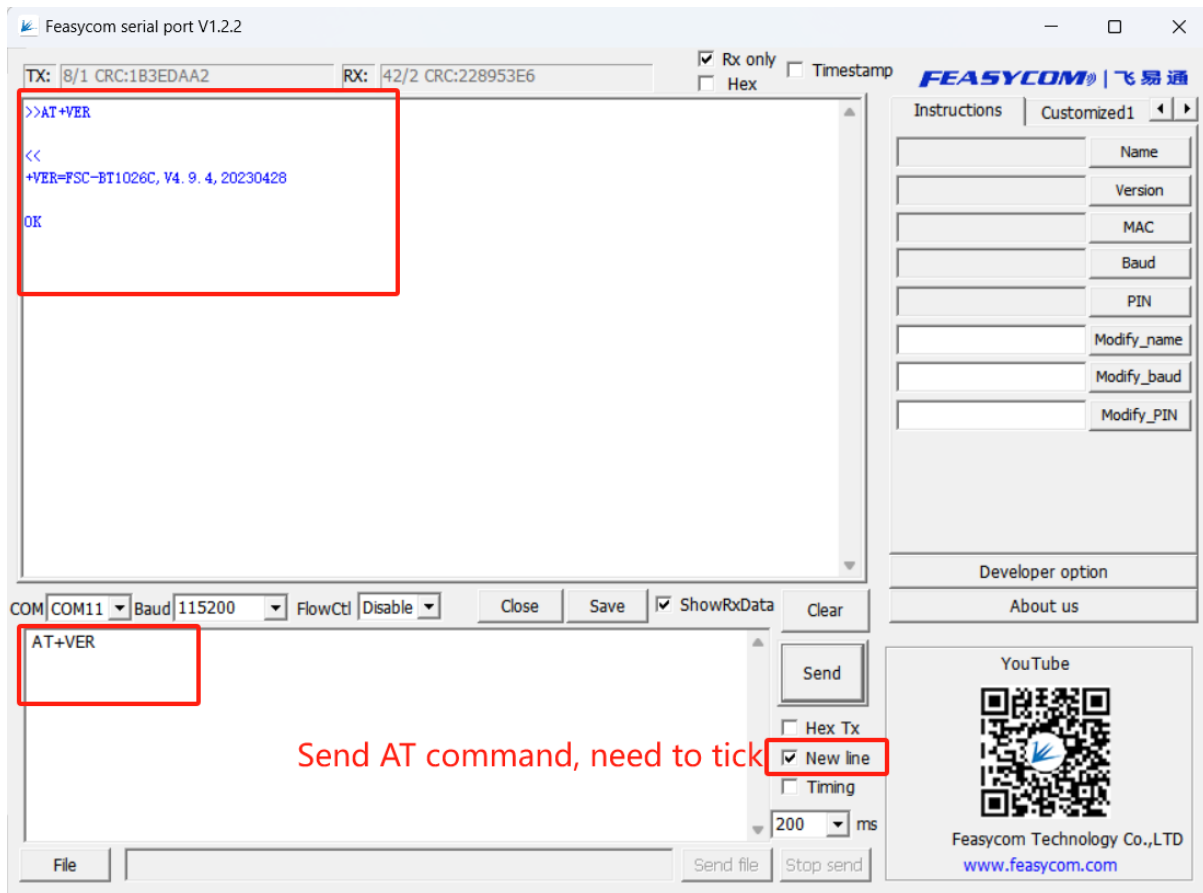 Feasycom serial port V1.2.2
TX: 8/1 CRC:1B3EDAA2 RX: 42/2 CRC:228953E6
Rx only
Hex
Timestamp
FEASYCOM | 飞易通
>>AT+VER
<<
+VER=FSC-BT1026C, V4.9.4, 20230428
OK
Instructions Customized1
Name
Version
MAC
Baud
PIN
Modify_name
Modify_baud
Modify_PIN
Developer option
About us
COM COM11 Baud 115200 FlowCtl Disable Close Save ShowRxData Clear
AT+VER
Send
Hex Tx
Send AT command, need to tick
New line
Timing
200 ms
File Send file Stop send
YouTube
Feasycom Technology Co.,LTD
www.feasycom.com